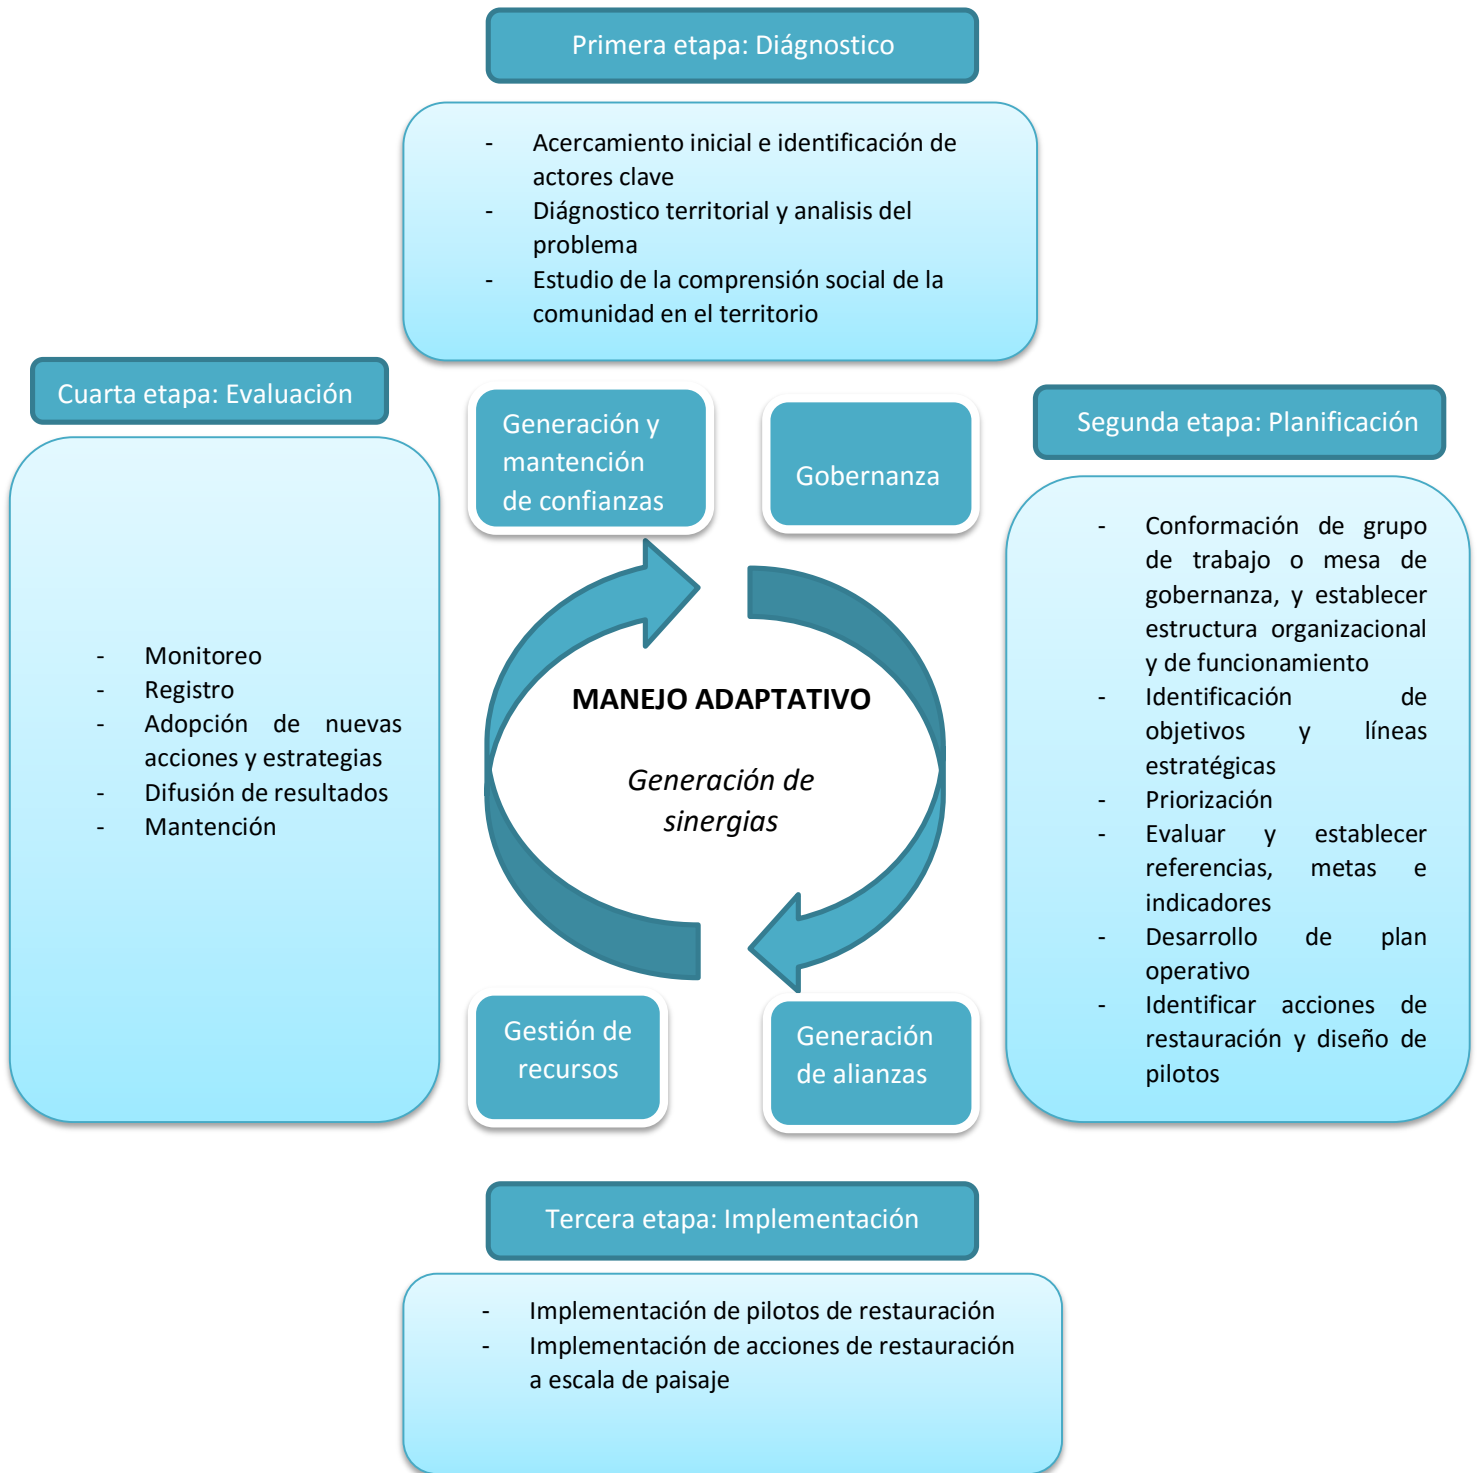 Primera etapa: Diágnostico
- Acercamiento inicial e identificación de
actores clave
- Diágnostico territorial y analisis del
problema
- Estudio de la comprensión social de la
comunidad en el territorio
Cuarta etapa: Evaluación
- Monitoreo
- Registro
- Adopción de nuevas
acciones y estrategias
- Difusión de resultados
- Mantención
Generación y
mantención
de confianzas
Gobernanza
MANEJO ADAPTATIVO
Generación de
sinergias
Gestión de
recursos
Generación
de alianzas
Segunda etapa: Planificación
- Conformación de grupo
de trabajo o mesa de
gobernanza, y establecer
estructura organizacional
y de funcionamiento
- Identificación de
objetivos y líneas
estratégicas
- Priorización
- Evaluar y establecer
referencias, metas e
indicadores
- Desarrollo de plan
operativo
- Identificar acciones de
restauración y diseño de
pilotos
Tercera etapa: Implementación
- Implementación de pilotos de restauración
- Implementación de acciones de restauración
a escala de paisaje